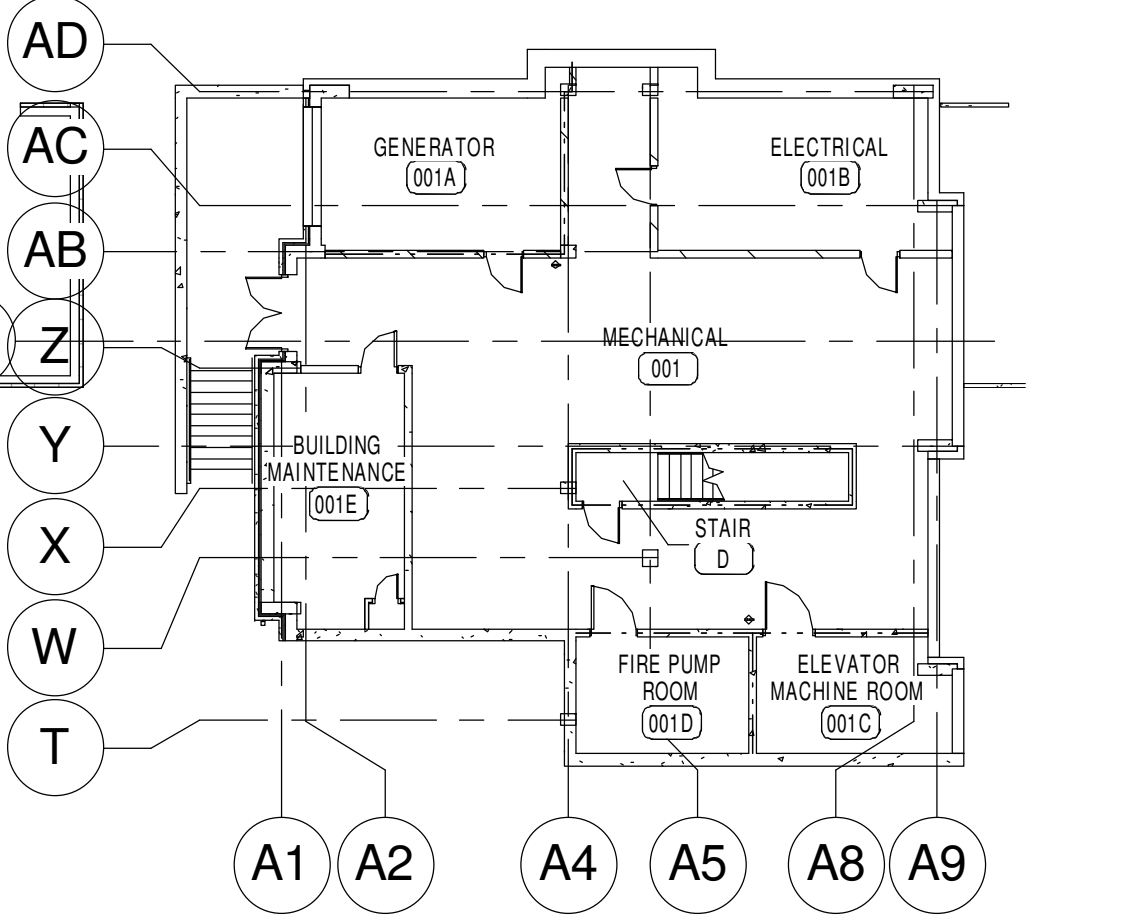 AD
AC
AB
Z
Y
X
W
T
GENERATOR
001A
ELECTRICAL
001B
MECHANICAL
001
BUILDING
MAINTENANCE
001E
STAIR
D
FIRE PUMP
ROOM
001D
ELEVATOR
MACHINE ROOM
001C
A1
A2
A4
A5
A8
A9